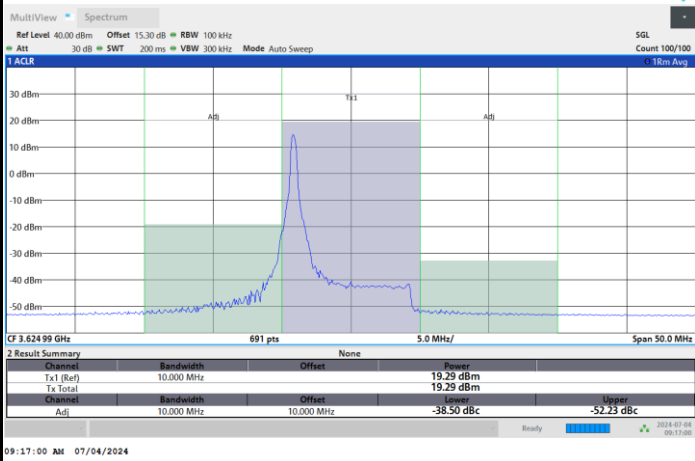 MultiView Spectrum
Ref Level 40.00 dBm Offset 15.30 dB RBW 100 kHz SGL
Att 30 dB SWT 200 ms VBW 300 kHz Mode Auto Sweep Count 100/100
1 ACLR 1Rm Avg
30 dBm
Tx1
20 dBm Adj Adj
10 dBm
0 dBm
-10 dBm
-20 dBm
-30 dBm
-40 dBm
-50 dBm
CF 3.624 99 GHz 691 pts 5.0 MHz/ Span 50.0 MHz
2 Result Summary None
Channel Bandwidth Offset Power
Tx1 (Ref) 10.000 MHz 19.29 dBm
Tx Total 19.29 dBm
Channel Bandwidth Offset Lower Upper
Adj 10.000 MHz 10.000 MHz -38.50 dBc -52.23 dBc
Ready 2024-07-04
09:17:00
09:17:00 AM 07/04/2024